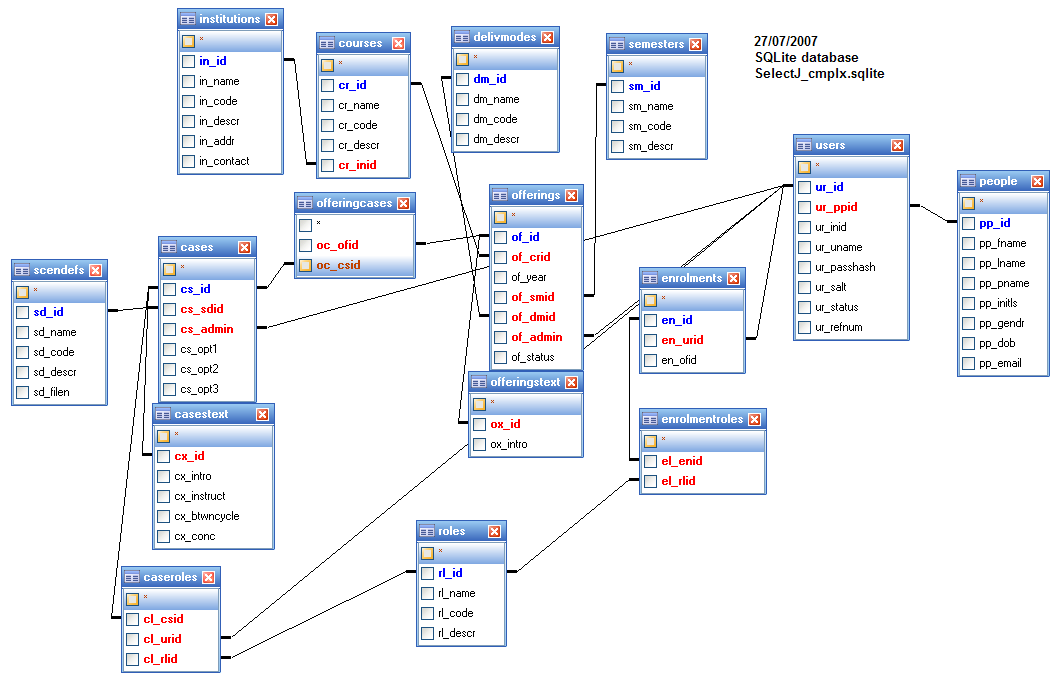 institutions
*
in_id
in_name
in_code
in_descr
in_addr
in_contact
courses
*
cr_id
cr_name
cr_code
cr_descr
cr_inid
delivmodes
*
dm_id
dm_name
dm_code
dm_descr
semesters
*
sm_id
sm_name
sm_code
sm_descr
27/07/2007
SQLite database
SelectJ_cmplx.sqlite
users
*
ur_id
ur_ppid
ur_inid
ur_uname
ur_passhash
ur_salt
ur_status
ur_refnum
people
*
pp_id
pp_fname
pp_lname
pp_pname
pp_initls
pp_gendr
pp_dob
pp_email
offeringcases
*
oc_ofid
oc_csid
offerings
*
of_id
of_crid
of_year
of_smid
of_dmid
of_admin
of_status
scendefs
*
sd_id
sd_name
sd_code
sd_descr
sd_filen
cases
*
cs_id
cs_sdid
cs_admin
cs_opt1
cs_opt2
cs_opt3
enrolments
*
en_id
en_urid
en_ofid
offeringstext
*
ox_id
ox_intro
casestext
*
cx_id
cx_intro
cx_instruct
cx_btwncycle
cx_conc
enrolmentroles
*
el_enid
el_rlid
roles
*
rl_id
rl_name
rl_code
rl_descr
caseroles
*
cl_csid
cl_urid
cl_rlid